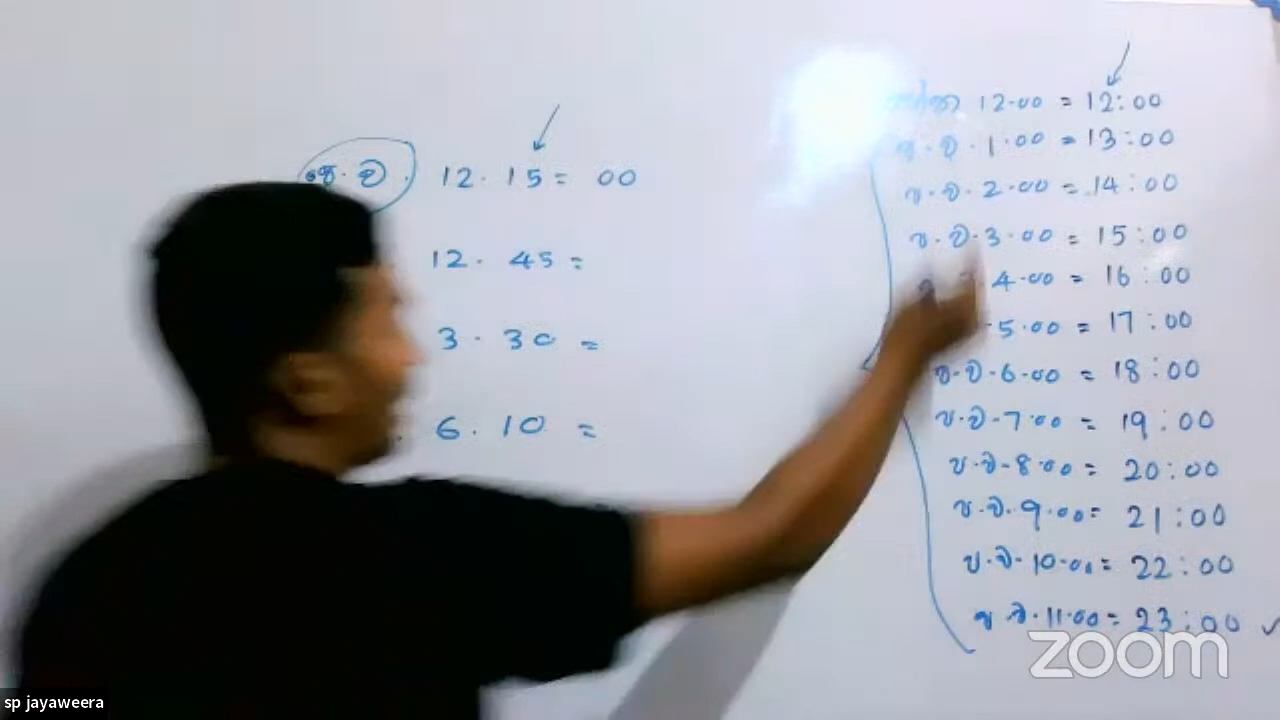 පෙ.ව. 12.15 = 00
12.45 =
3.30 =
6.10 =
12.00 = 12:00
ප.ව. 1.00 = 13:00
ප.ව. 2.00 = 14:00
ප.ව. 3.00 = 15:00
4.00 = 16:00
5.00 = 17:00
ප.ව. 6.00 = 18:00
ප.ව. 7.00 = 19:00
ප.ව. 8.00 = 20:00
ප.ව. 9.00 = 21:00
ප.ව. 10.00 = 22:00
ප.ව. 11.00 = 23:00
zoom
sp jayaweera